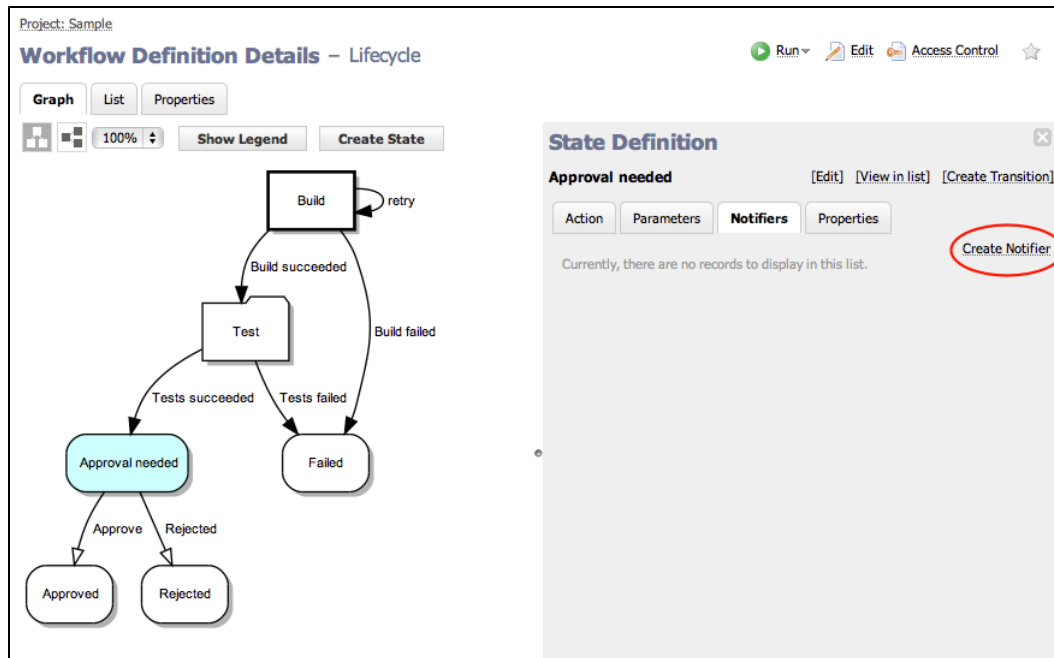 Project: Sample
Workflow Definition Details – Lifecycle
Run Edit Access Control
Graph List Properties
100% Show Legend Create State
State Definition
Approval needed [Edit] [View in list] [Create Transition]
Action Parameters Notifiers Properties
Create Notifier
Currently, there are no records to display in this list.
Build
retry
Build succeeded
Test
Build failed
Tests succeeded
Tests failed
Approval needed
Failed
Approve
Rejected
Approved
Rejected